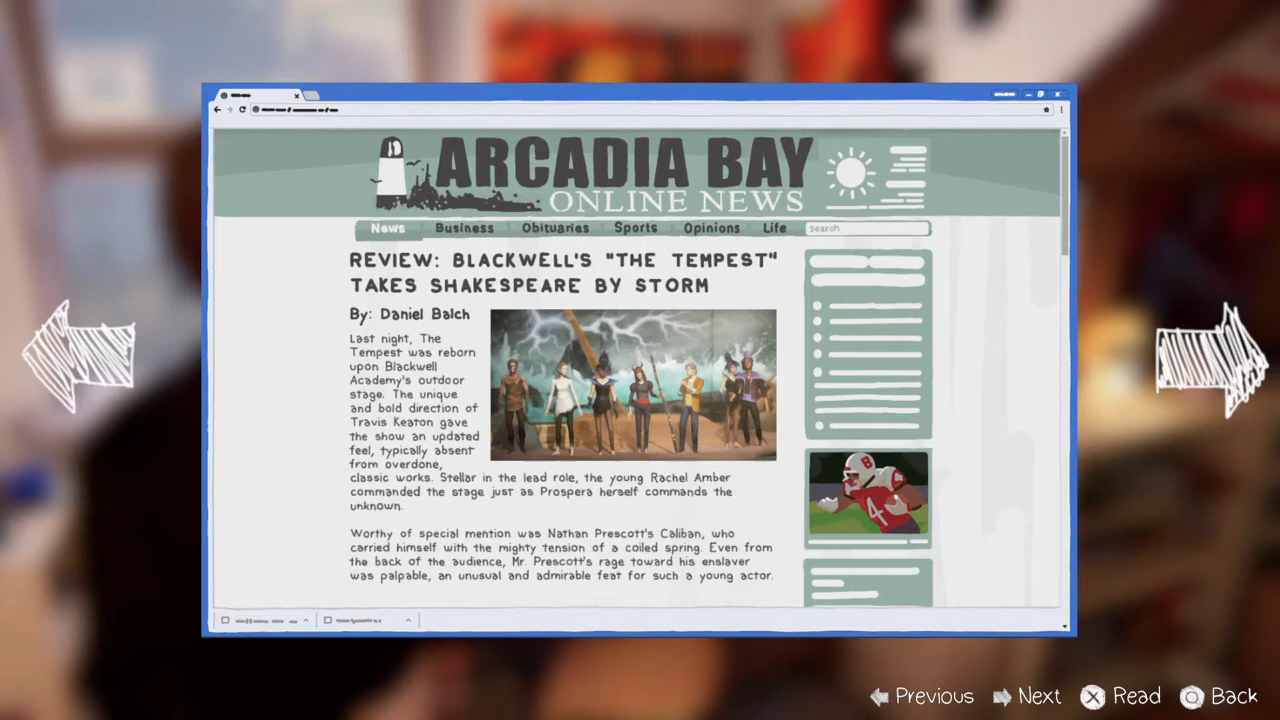 ARCADIA BAY
ONLINE NEWS
News Business Obituaries Sports Opinions Life search
REVIEW: BLACKWELL'S "THE TEMPEST"
TAKES SHAKESPEARE BY STORM
By: Daniel Balch
Last night, The
Tempest was reborn
upon Blackwell
Academy's outdoor
stage. The unique
and bold direction of
Travis Keaton gave
the show an updated
feel, typically absent
from overdone,
classic works. Stellar in the lead role, the young Rachel Amber
commanded the stage just as Prospera herself commands the
unknown.
Worthy of special mention was Nathan Prescott's Caliban, who
carried himself with the mighty tension of a coiled spring. Even from
the back of the audience, Mr. Prescott's rage toward his enslaver
was palpable, an unusual and admirable feat for such a young actor.
B
4
Previous Next X Read Back